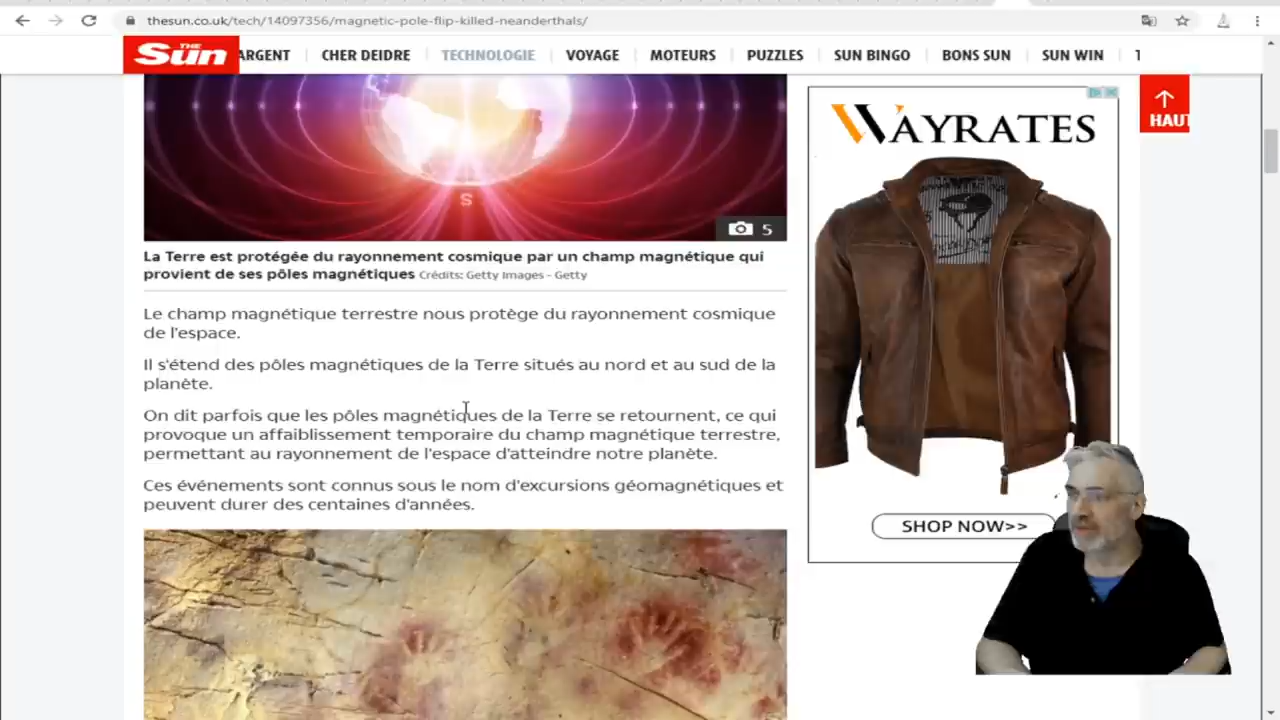 thesun.co.uk/tech/14097356/magnetic-pole-flip-killed-neanderthals/
THE Sun
ARGENT
CHER DEIDRE
TECHNOLOGIE
VOYAGE
MOTEURS
PUZZLES
SUN BINGO
BONS SUN
SUN WIN
HAUT
S
5
WAYRATES
SHOP NOW>>
La Terre est protégée du rayonnement cosmique par un champ magnétique qui
provient de ses pôles magnétiques Crédits: Getty Images - Getty
Le champ magnétique terrestre nous protège du rayonnement cosmique
de l'espace.
Il s'étend des pôles magnétiques de la Terre situés au nord et au sud de la
planète.
On dit parfois que les pôles magnétiques de la Terre se retournent, ce qui
provoque un affaiblissement temporaire du champ magnétique terrestre,
permettant au rayonnement de l'espace d'atteindre notre planète.
Ces événements sont connus sous le nom d'excursions géomagnétiques et
peuvent durer des centaines d'années.